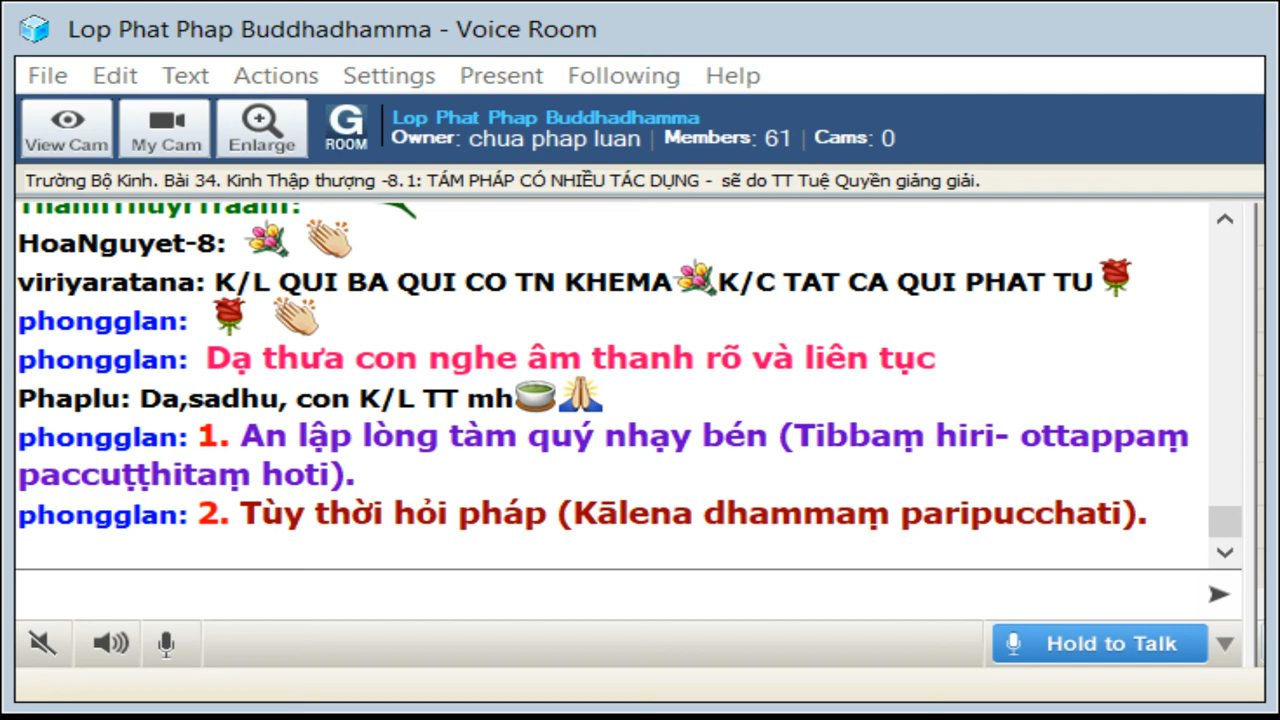 Lop Phat Phap Buddhadhamma - Voice Room
File Edit Text Actions Settings Present Following Help
View Cam My Cam Enlarge G ROOM
Lop Phat Phap Buddhadhamma
Owner: chua phap luan | Members: 61 | Cams: 0
Trường Bộ Kinh. Bài 34. Kinh Thập thượng -8.1: TÁM PHÁP CÓ NHIỀU TÁC DỤNG - sẽ do TT Tuệ Quyền giảng giải.
HoaNguyet-8:
viriyaratana: K/L QUI BA QUI CO TN KHEMA K/C TAT CA QUI PHAT TU
phongglan:
phongglan: Dạ thưa con nghe âm thanh rõ và liên tục
Phaplu: Da,sadhu, con K/L TT mh
phongglan: 1. An lập lòng tàm quý nhạy bén (Tibbaṃ hiri- ottappaṃ
paccuṭṭhitaṃ hoti).
phongglan: 2. Tùy thời hỏi pháp (Kālena dhammaṃ paripucchati).
Hold to Talk